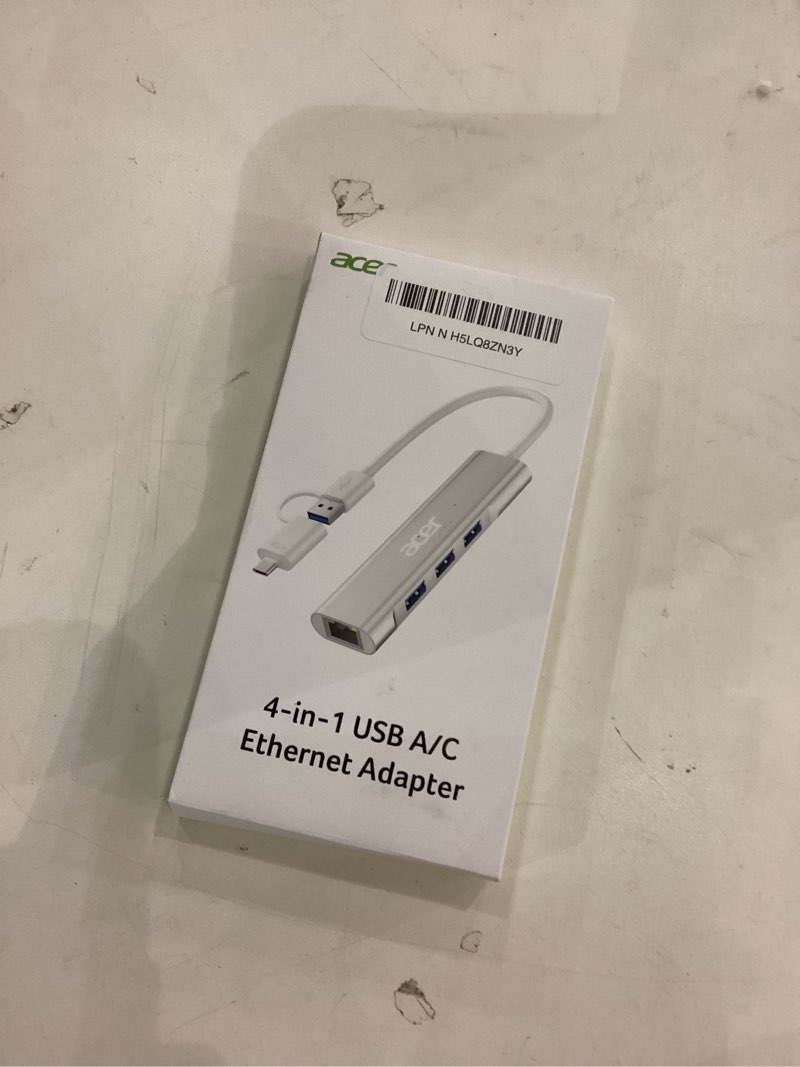 acer
LPN N H5LQ8ZN3Y
acer
4-in-1 USB A/C
Ethernet Adapter